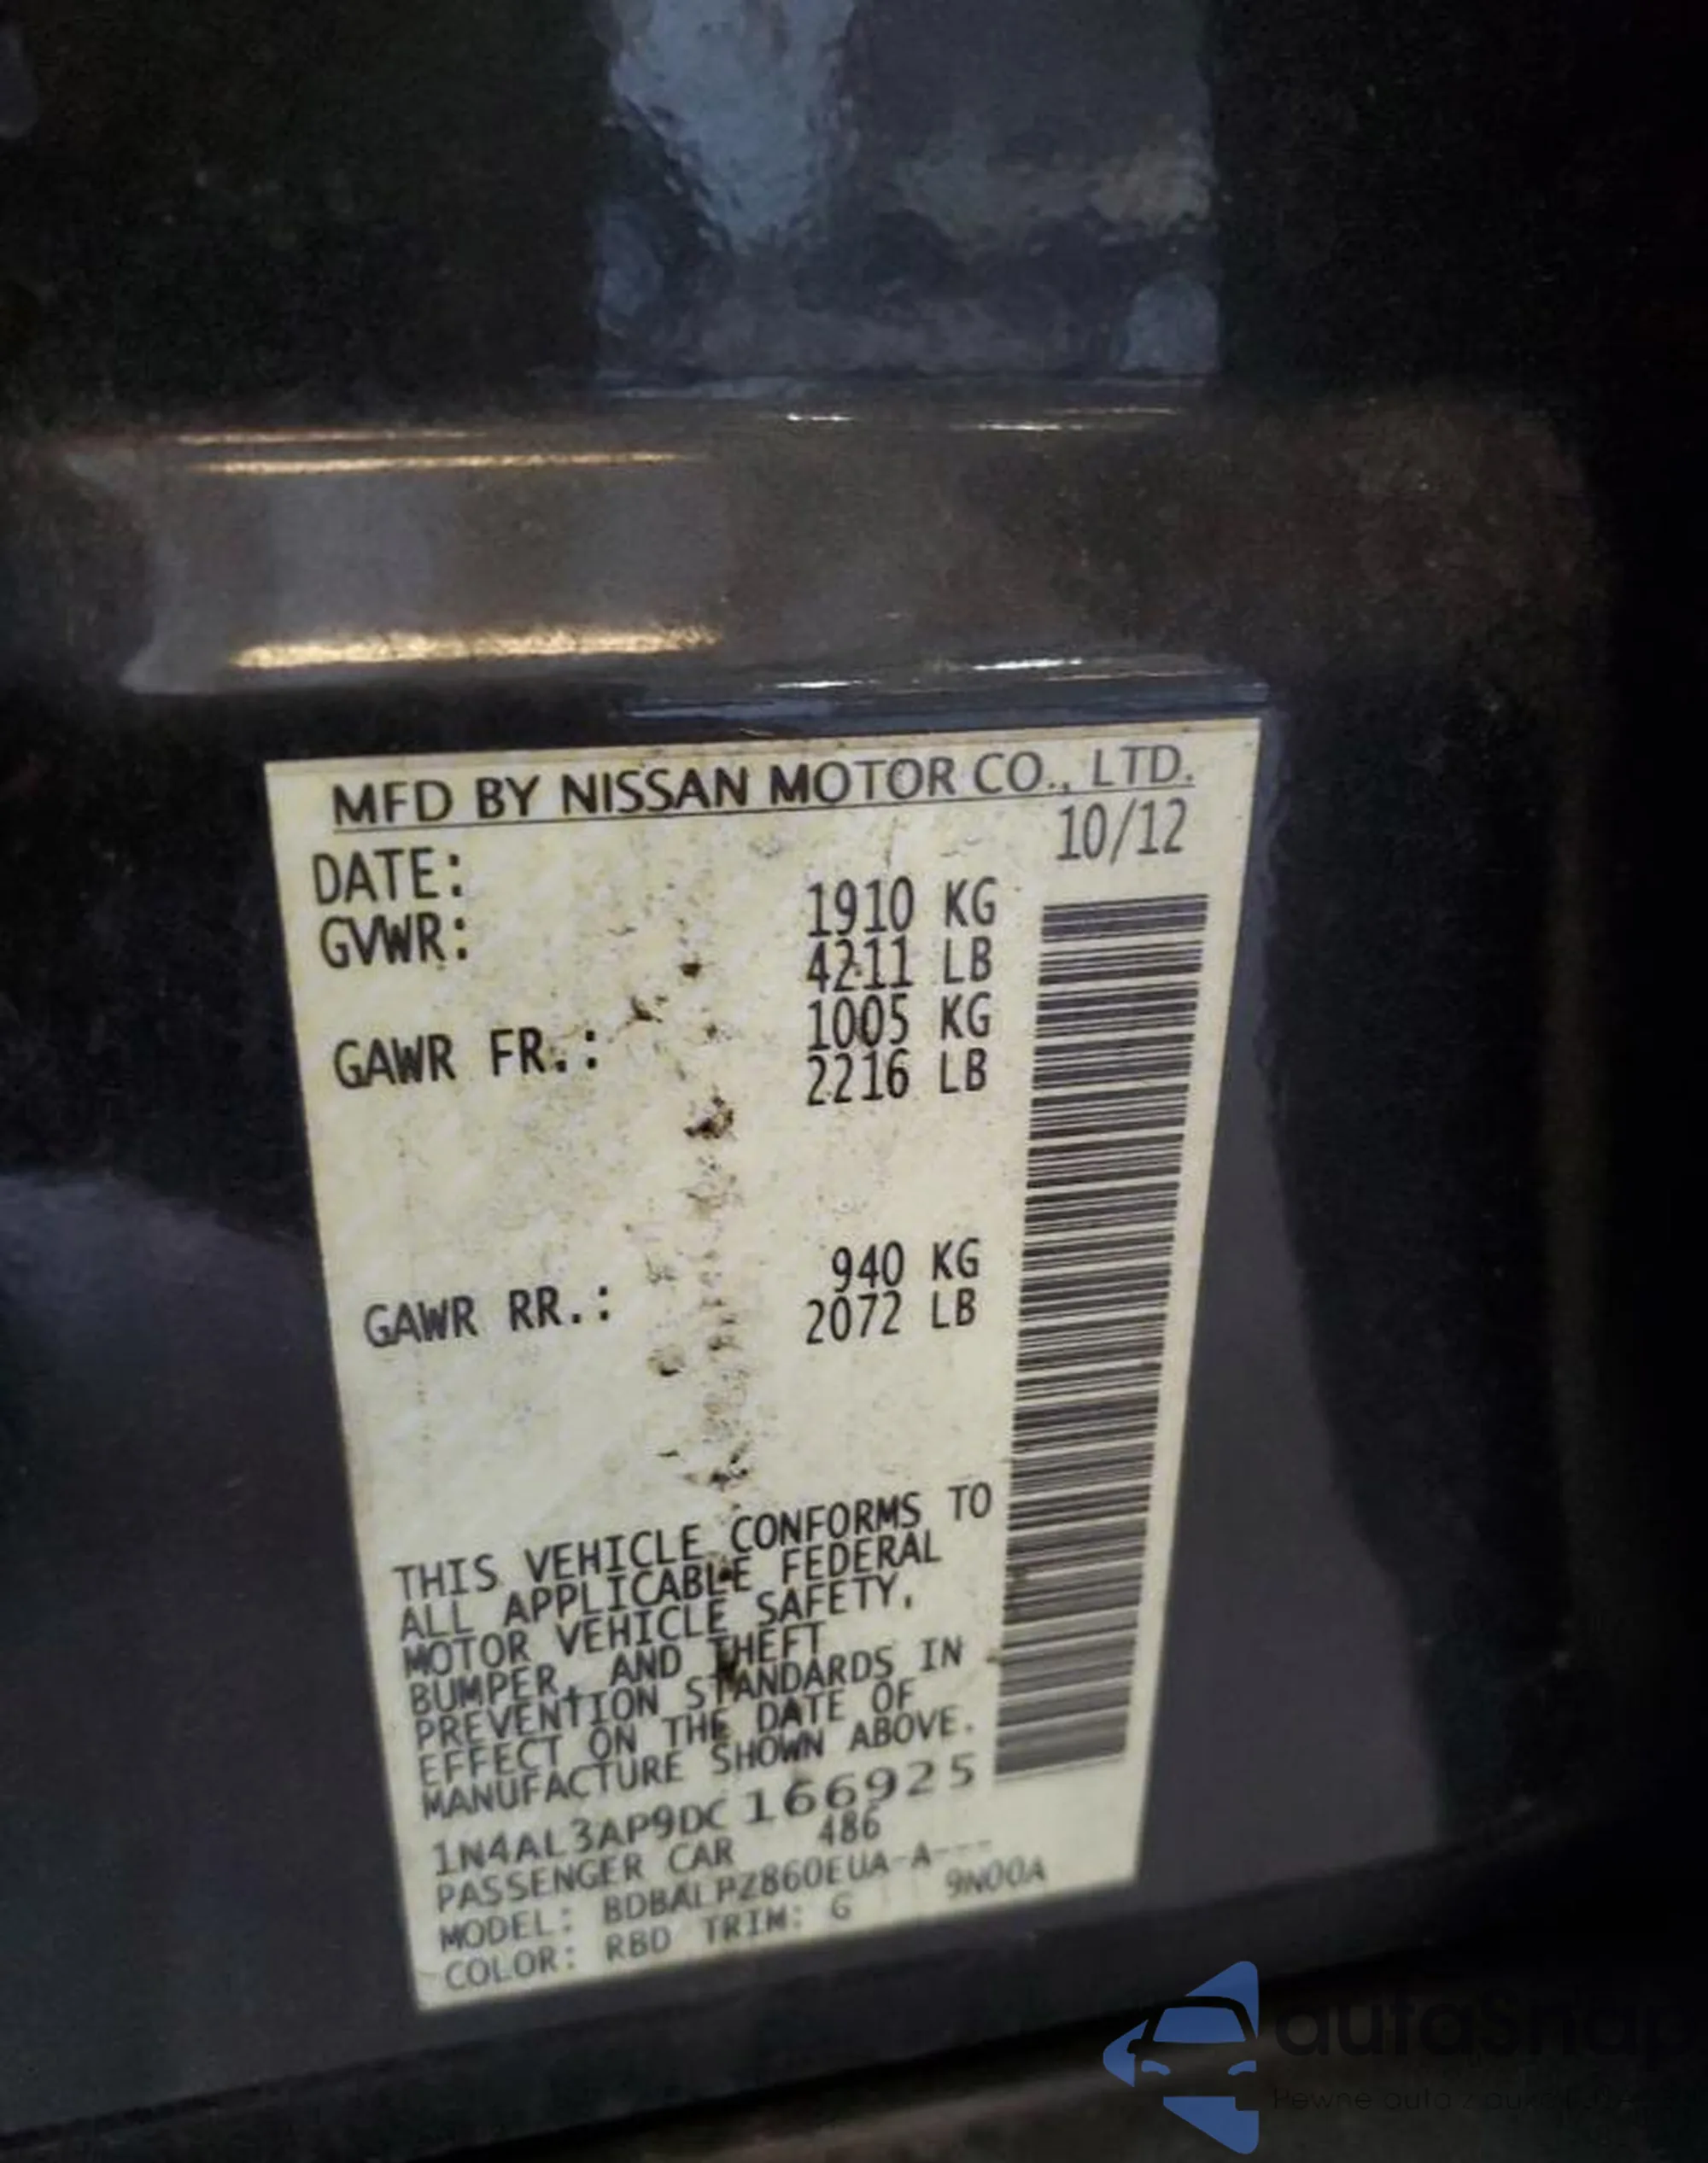 MFD BY NISSAN MOTOR CO., LTD.
DATE: 10/12
GVWR: 1910 KG
4211 LB
GAWR FR.: 1005 KG
2216 LB
GAWR RR.: 940 KG
2072 LB
THIS VEHICLE CONFORMS TO
ALL APPLICABLE FEDERAL
MOTOR VEHICLE SAFETY,
BUMPER, AND THEFT
PREVENTION STANDARDS IN
EFFECT ON THE DATE OF
MANUFACTURE SHOWN ABOVE.
1N4AL3AP9DC166925
PASSENGER CAR 486
MODEL: BDBALPZ860EUA-A---
COLOR: RBD TRIM: G 9N00A
autaSnap
Pewne auto z